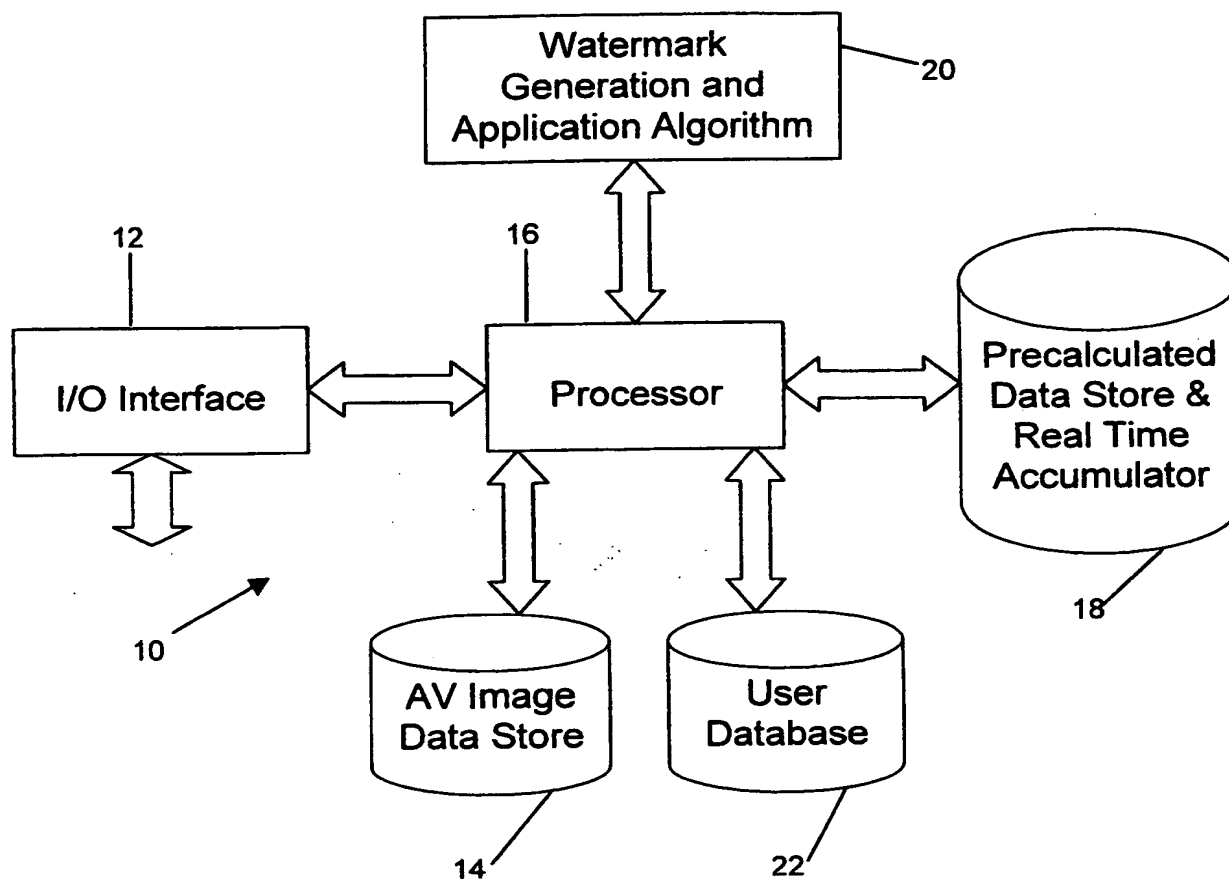 Watermark
Generation and
Application Algorithm
20
12
16
I/O Interface
Processor
Precalculated
Data Store &
Real Time
Accumulator
18
10
AV Image
Data Store
User
Database
14
22